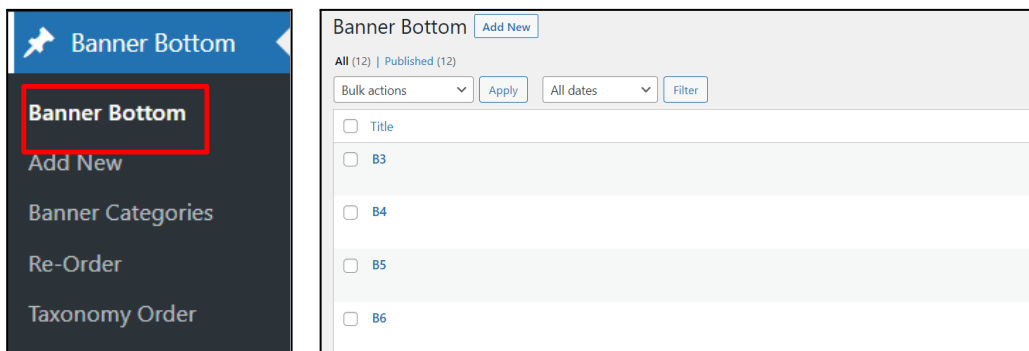 Banner Bottom
Banner Bottom
Add New
Banner Categories
Re-Order
Taxonomy Order
Banner Bottom Add New
All (12) | Published (12)
Bulk actions Apply All dates Filter
Title
B3
B4
B5
B6